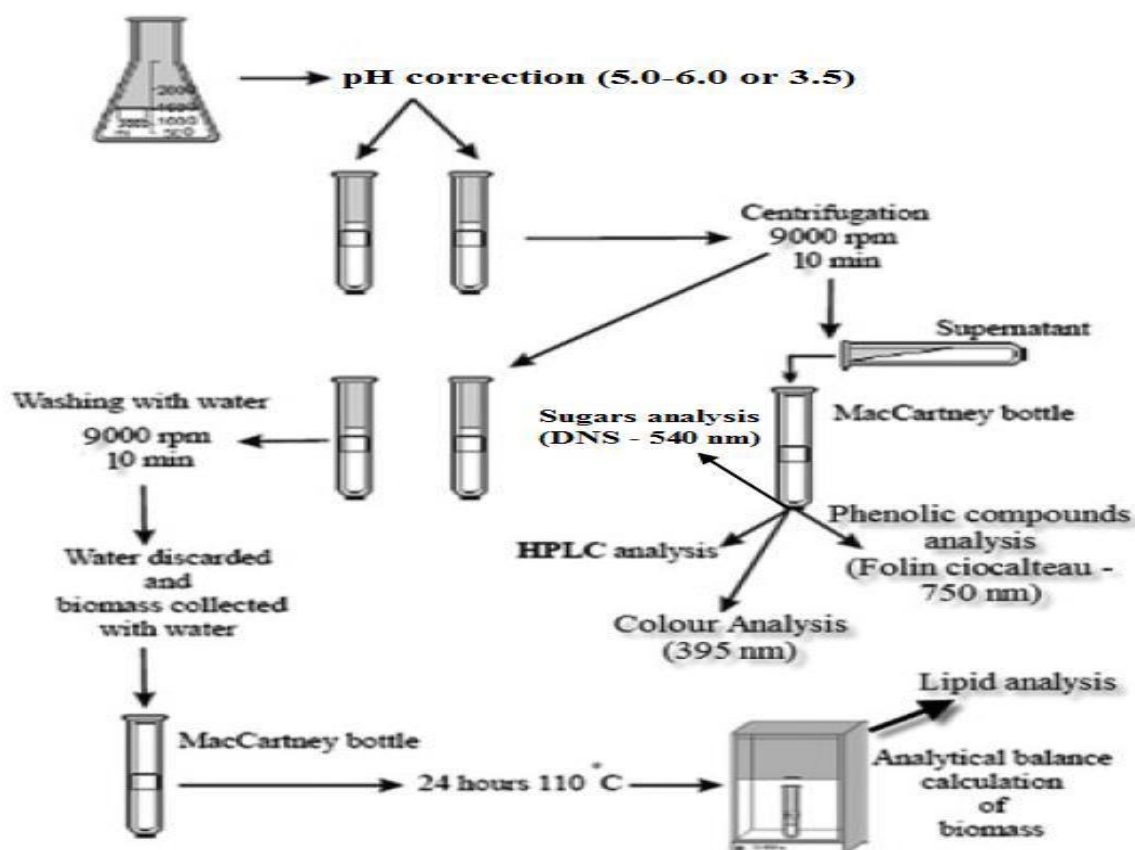 pH correction (5.0-6.0 or 3.5)
2000
1000
500
Centrifugation
9000 rpm
10 min
Supernatant
MacCartney bottle
Washing with water
9000 rpm
10 min
Sugars analysis
(DNS - 540 nm)
Phenolic compounds
analysis
(Folin ciocalteau -
750 nm)
HPLC analysis
Colour Analysis
(395 nm)
Water discarded
and
biomass collected
with water
MacCartney bottle
24 hours 110 °C
Lipid analysis
Analytical balance
calculation
of
biomass